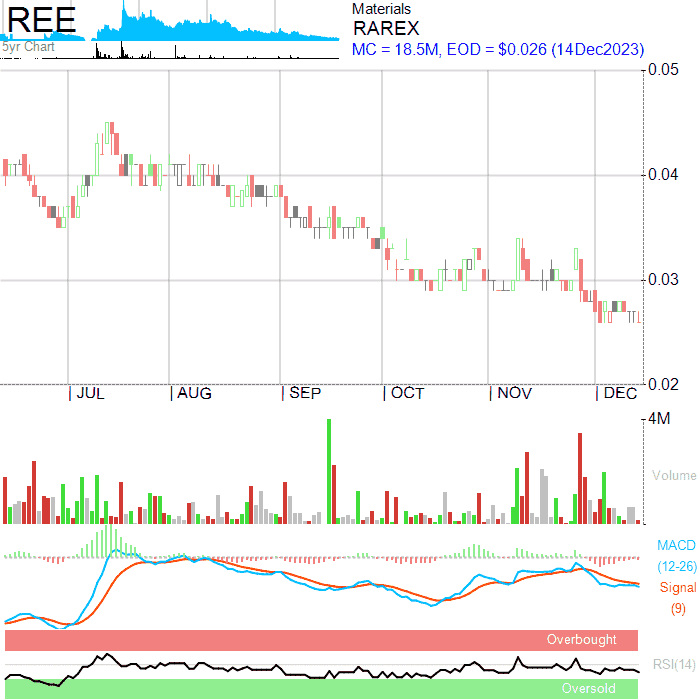 REE
5yr Chart
Materials
RAREX
MC = 18.5M, EOD = $0.026 (14Dec2023)
0.05
0.04
0.03
0.02
JUL AUG SEP OCT NOV DEC
4M
Volume
MACD
(12-26)
Signal
(9)
Overbought
RSI(14)
Oversold